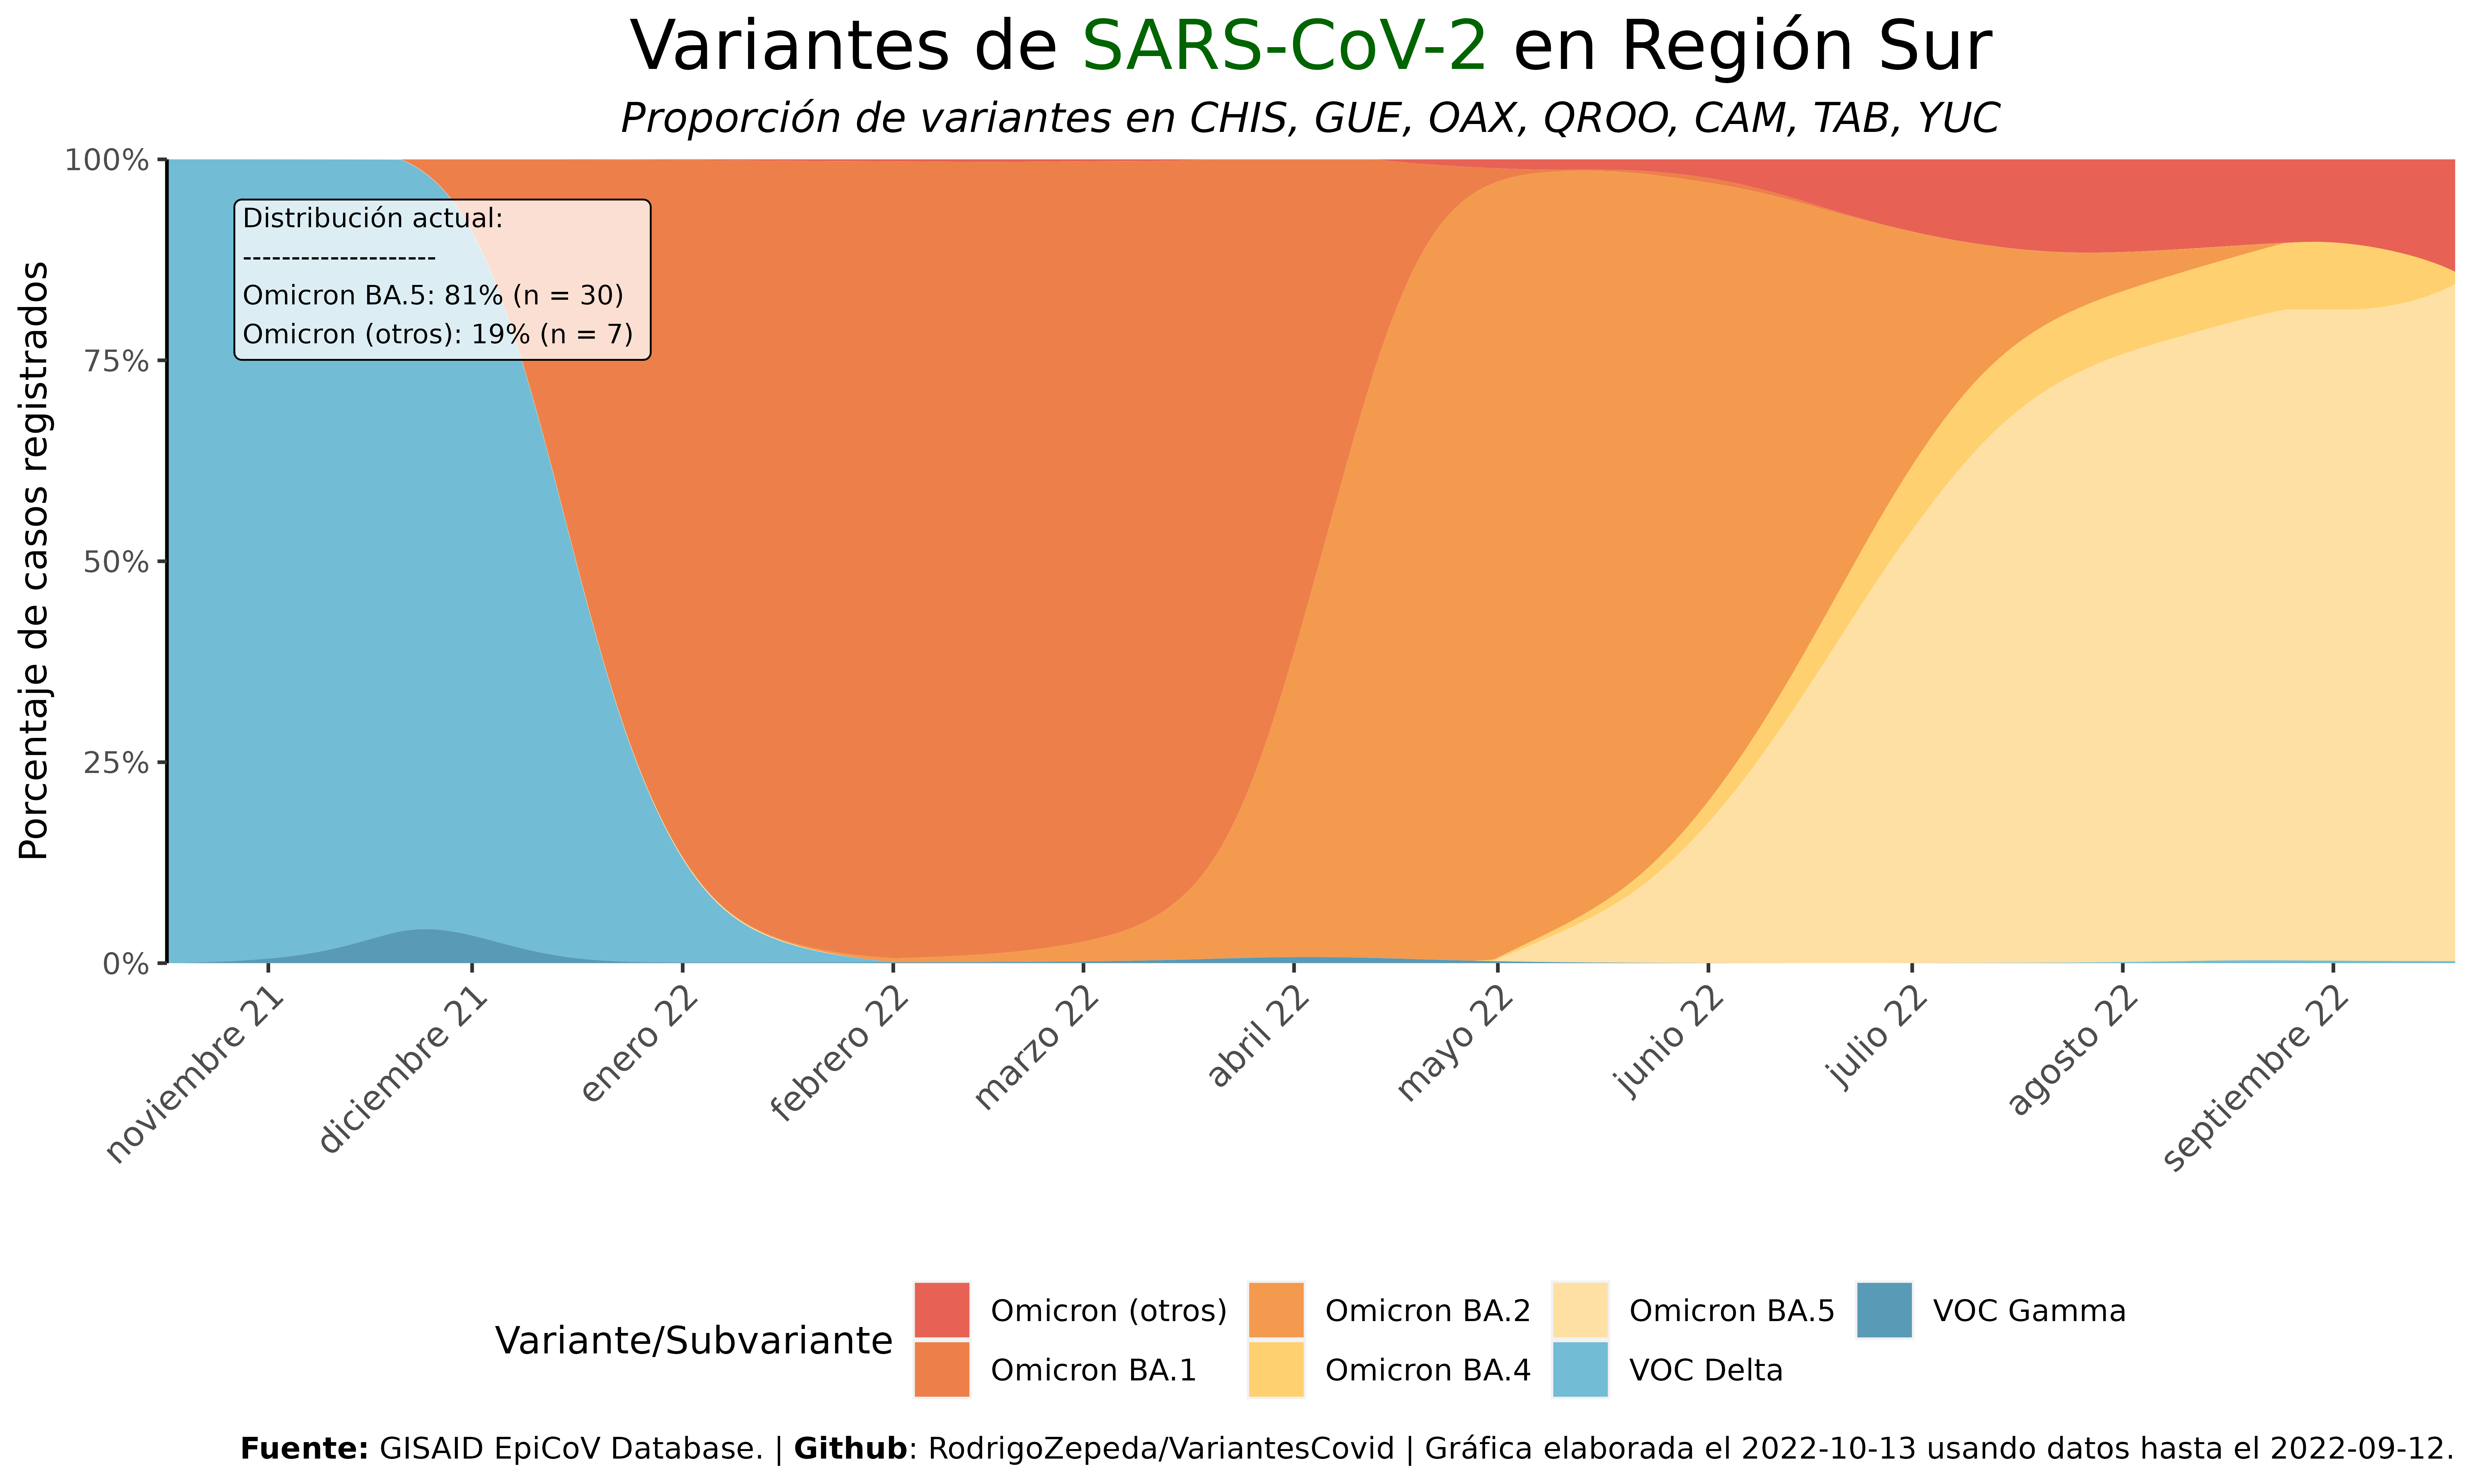 Variantes de SARS-CoV-2 en Región Sur
Proporción de variantes en CHIS, GUE, OAX, QROO, CAM, TAB, YUC
Porcentaje de casos registrados
100%
75%
50%
25%
0%
Distribución actual:
--------------------
Omicron BA.5: 81% (n = 30)
Omicron (otros): 19% (n = 7)
noviembre 21
diciembre 21
enero 22
febrero 22
marzo 22
abril 22
mayo 22
junio 22
julio 22
agosto 22
septiembre 22
Variante/Subvariante
Omicron (otros)
Omicron BA.1
Omicron BA.2
Omicron BA.4
Omicron BA.5
VOC Delta
VOC Gamma
Fuente: GISAID EpiCoV Database. | Github: RodrigoZepeda/VariantesCovid | Gráfica elaborada el 2022-10-13 usando datos hasta el 2022-09-12.